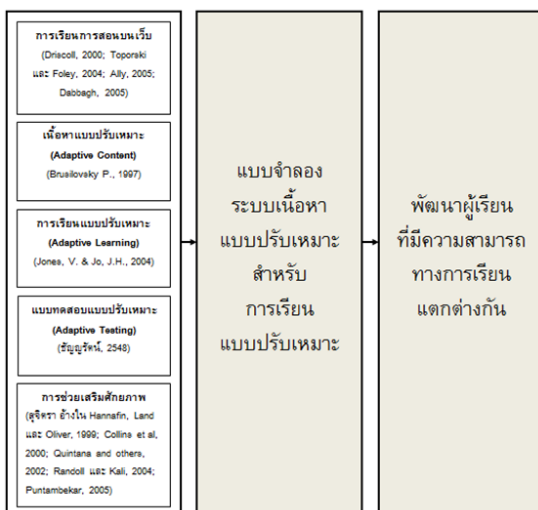 การเรียนการสอนบนเว็บ
(Driscoll, 2000; Toporski
และ Foley, 2004; Ally, 2005;
Dabbagh, 2005)
เนื้อหาแบบปรับเหมาะ
(Adaptive Content)
(Brusilovsky P., 1997)
การเรียนแบบปรับเหมาะ
(Adaptive Learning)
(Jones, V. & Jo, J.H., 2004)
แบบทดสอบแบบปรับเหมาะ
(Adaptive Testing)
(ธัญญรัตน์, 2548)
การช่วยเสริมศักยภาพ
(สุจิตรา อ้างใน Hannafin, Land
และ Oliver, 1999; Collins et al,
2000; Quintana and others,
2002; Randoll และ Kali, 2004;
Puntambekar, 2005)
แบบจำลอง
ระบบเนื้อหา
แบบปรับเหมาะ
สำหรับ
การเรียน
แบบปรับเหมาะ
พัฒนาผู้เรียน
ที่มีความสามารถ
ทางการเรียน
แตกต่างกัน